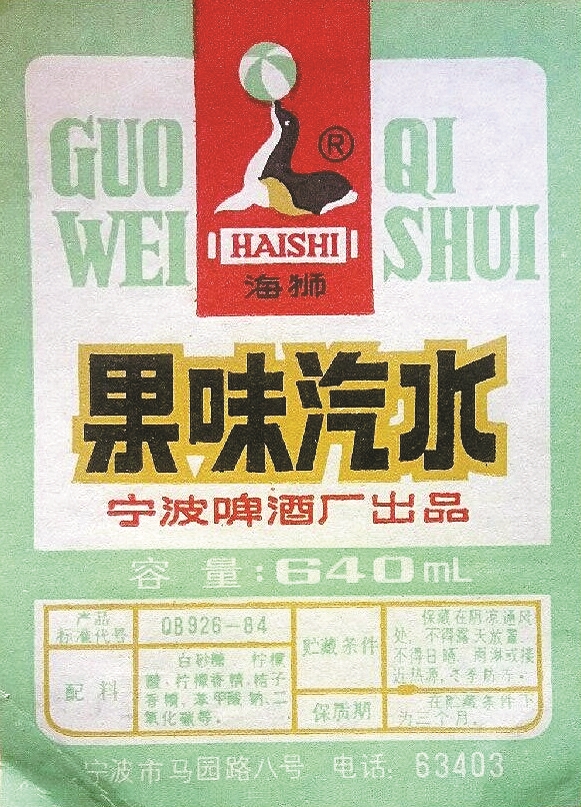 GUO
WEI
QI
SHUI
®
HAISHI
海狮
果味汽水
宁波啤酒厂出品
容量:640mL
产品
标准代号
QB926-84
配料
白砂糖 柠檬
酸、柠檬香精、桔子
香精、苯甲酸钠、二
氧化碳等。
贮藏条件
保藏在阴凉通风
处,不得露天放置,
不得日晒、雨淋或接
近热源,冬季防冻。
保质期
在贮藏条件下
为三个月。
宁波市马园路八号 电话:63403